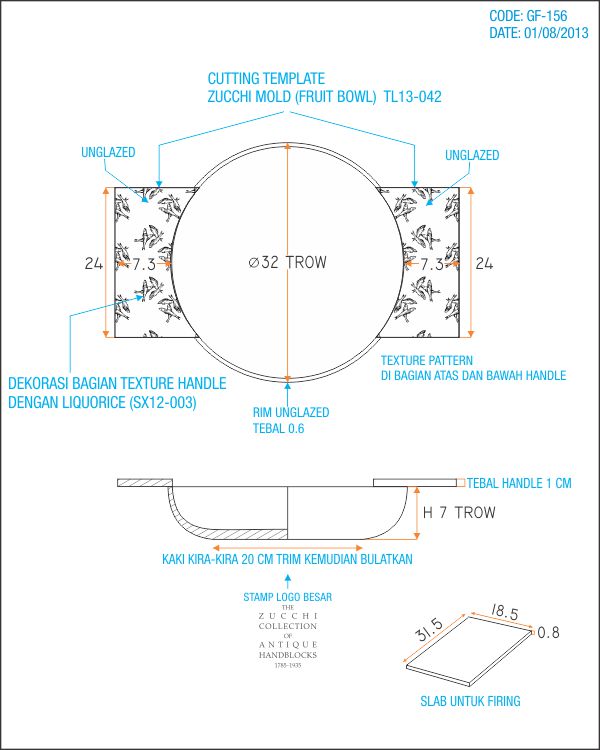 CODE: GF-156
DATE: 01/08/2013
CUTTING TEMPLATE
ZUCCHI MOLD (FRUIT BOWL)  TL13-042
UNGLAZED
UNGLAZED
24
7.3
Ø32 TROW
7.3
24
TEXTURE PATTERN
DI BAGIAN ATAS DAN BAWAH HANDLE
DEKORASI BAGIAN TEXTURE HANDLE
DENGAN LIQUORICE (SX12-003)
RIM UNGLAZED
TEBAL 0.6
TEBAL HANDLE 1 CM
H 7 TROW
KAKI KIRA-KIRA 20 CM TRIM KEMUDIAN BULATKAN
STAMP LOGO BESAR
THE
ZUCCHI
COLLECTION
OF
ANTIQUE
HANDBLOCKS
1785-1935
31.5
18.5
0.8
SLAB UNTUK FIRING